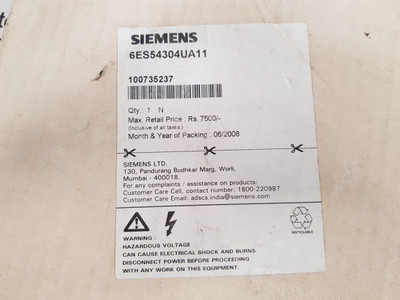 SIEMENS
6ES54304UA11
100735237
Qty.: 1 N
Max. Retail Price : Rs. 7500/-
(Inclusive of all taxes.)
Month & Year of Packing : 06/2008
SIEMENS LTD.
130, Pandurang Budhkar Marg, Worli,
Mumbai - 400018.
For any complaints / assistance on products:
Customer Care Cell, contact number: 1800-220987
Customer Care Email: adscs.india@siemens.com
RECYCLABLE
WARNING :
HAZARDOUS VOLTAGE
CAN CAUSE ELECTRICAL SHOCK AND BURNS.
DISCONNECT POWER BEFORE PROCEEDING
WITH ANY WORK ON THIS EQUIPMENT.